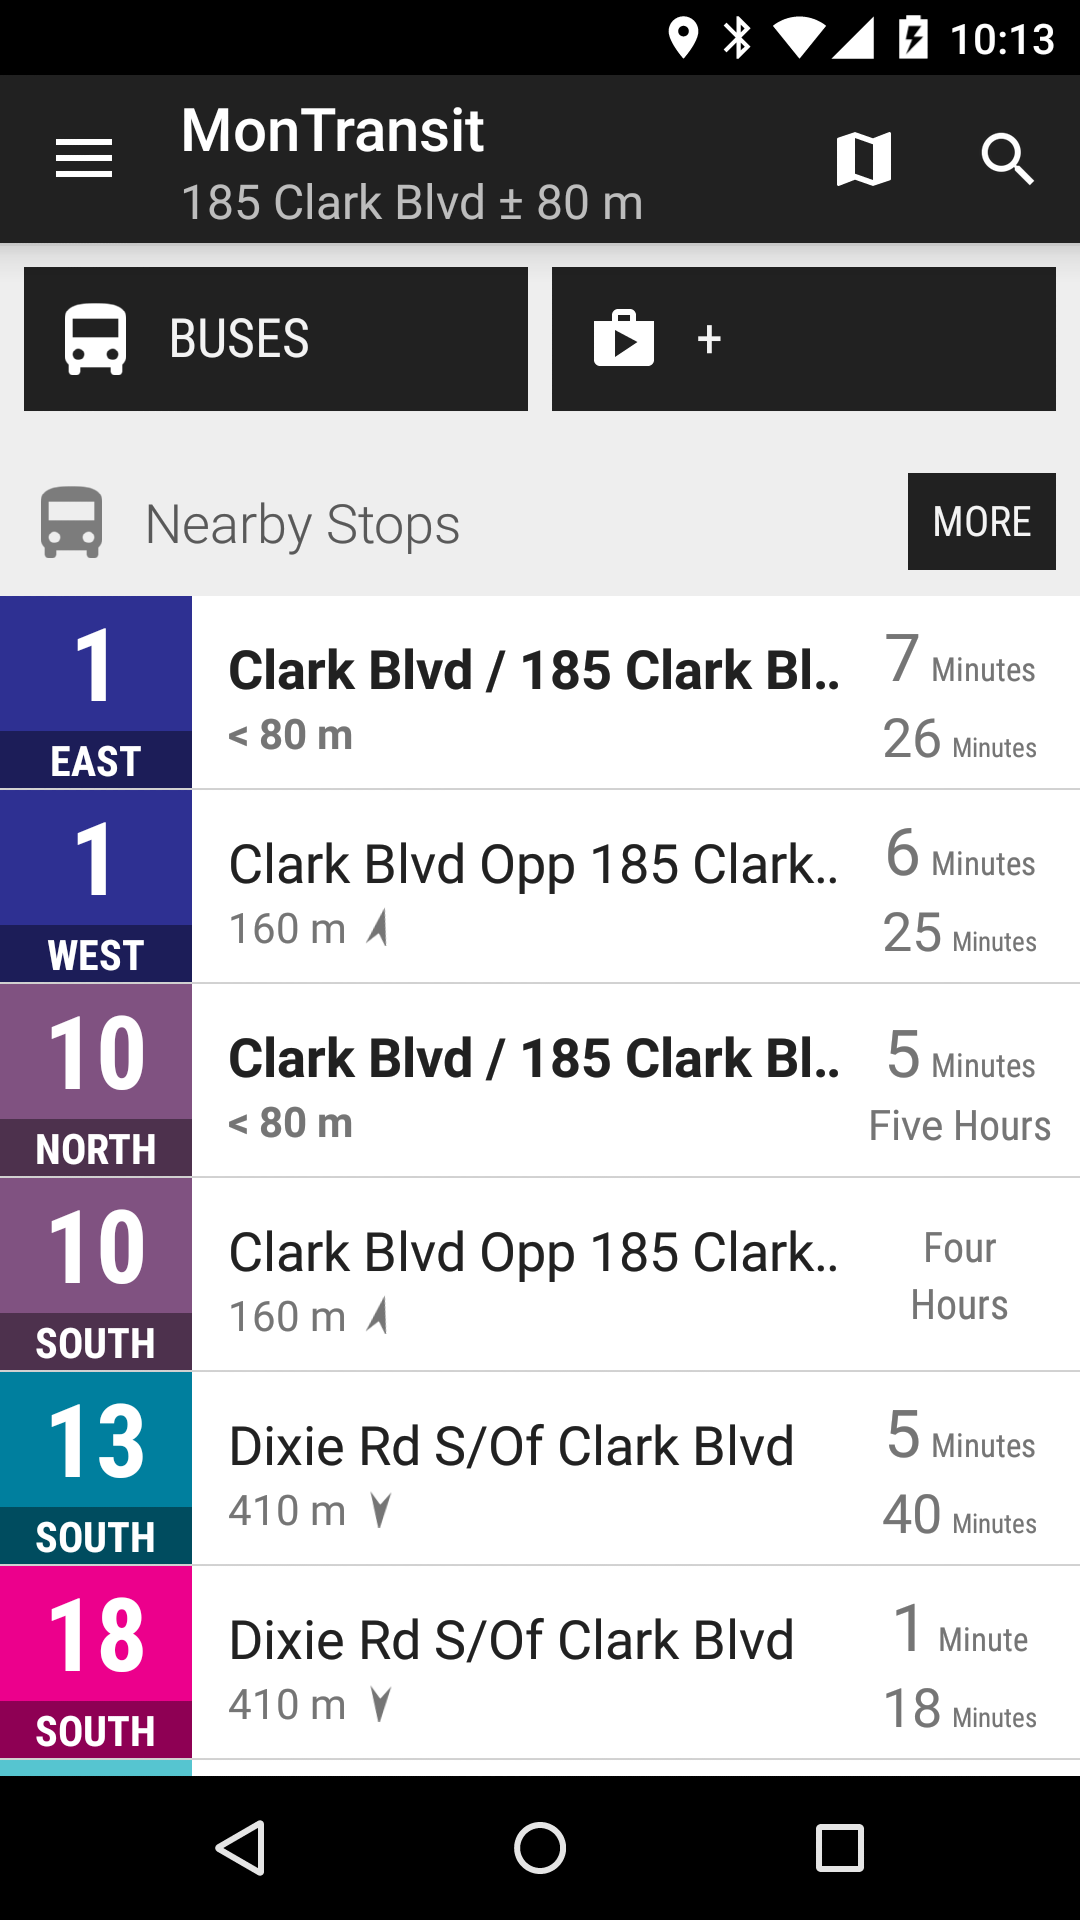 10:13
MonTransit
185 Clark Blvd ± 80 m
BUSES
+
Nearby Stops
MORE
1
EAST
Clark Blvd / 185 Clark Bl..
< 80 m
7 Minutes
26 Minutes
1
WEST
Clark Blvd Opp 185 Clark..
160 m
6 Minutes
25 Minutes
10
NORTH
Clark Blvd / 185 Clark Bl..
< 80 m
5 Minutes
Five Hours
10
SOUTH
Clark Blvd Opp 185 Clark..
160 m
Four
Hours
13
SOUTH
Dixie Rd S/Of Clark Blvd
410 m
5 Minutes
40 Minutes
18
SOUTH
Dixie Rd S/Of Clark Blvd
410 m
1 Minute
18 Minutes